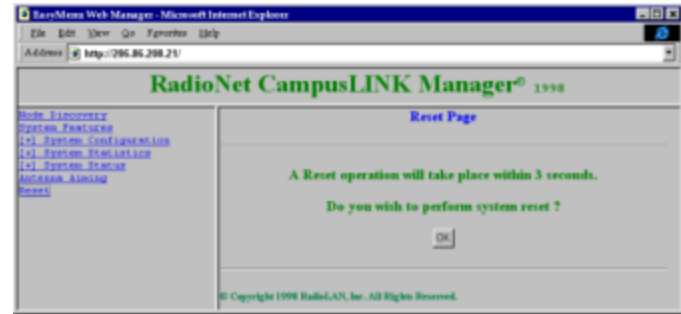 EasyMenu Web Manager - Microsoft Internet Explorer
File Edit View Go Favorites Help
Address http://206.86.208.21/
RadioNet CampusLINK Manager© 1998
Node Discovery
System Features
[+] System Configuration
[+] System Statistics
[+] System Status
Antenna Aiming
Reset
Reset Page
A Reset operation will take place within 3 seconds.
Do you wish to perform system reset ?
OK
© Copyright 1998 RadioLAN, Inc. All Rights Reserved.